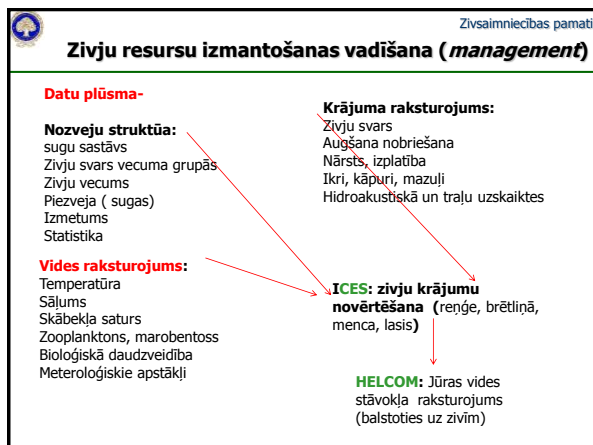 Zivsaimniecības pamati
Zivju resursu izmantošanas vadīšana (management)
Datu plūsma-
Nozveju struktūa:
sugu sastāvs
Zivju svars vecuma grupās
Zivju vecums
Piezveja ( sugas)
Izmetums
Statistika
Vides raksturojums:
Temperatūra
Sāļums
Skābekļa saturs
Zooplanktons, marobentoss
Bioloģiskā daudzveidība
Meteroloģiskie apstākļi
Krājuma raksturojums:
Zivju svars
Augšana nobriešana
Nārsts, izplatība
Ikri, kāpuri, mazuļi
Hidroakustiskā un traļu uzskaiktes
ICES: zivju krājumu
novērtēšana (reņģe, brētliņā,
menca, lasis)
HELCOM: Jūras vides
stāvokļa raksturojums
(balstoties uz zivīm)